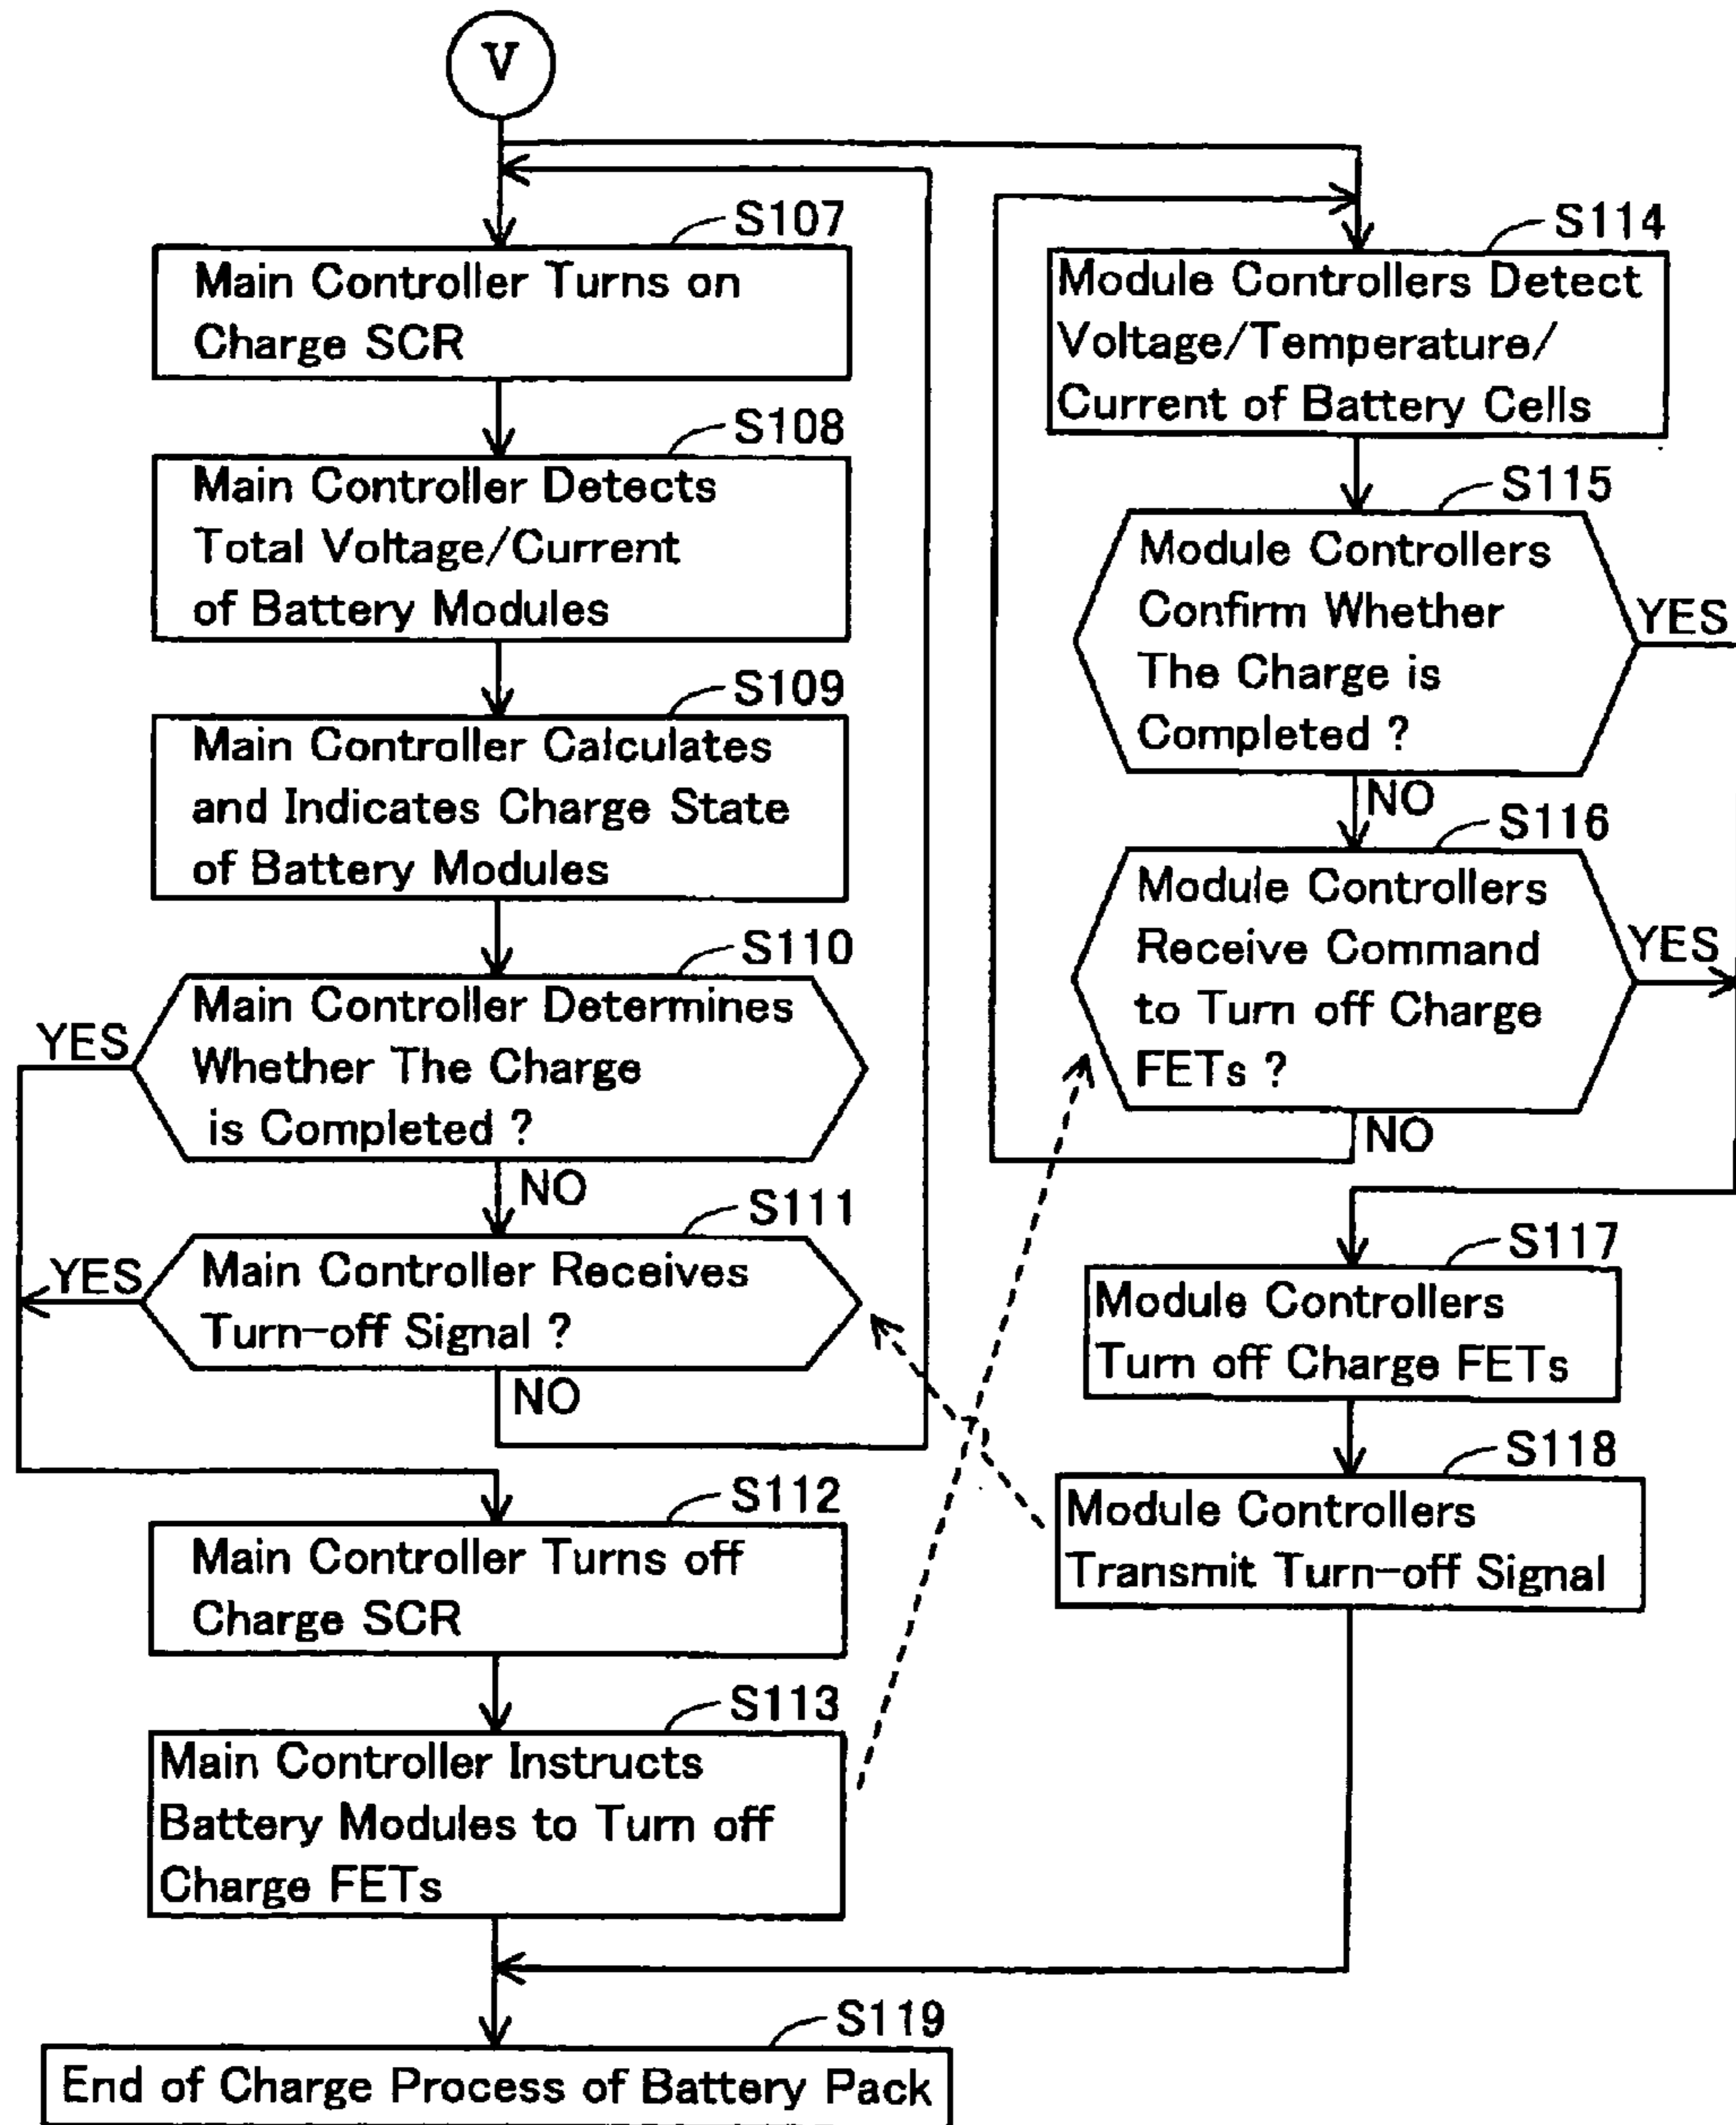 V
S107
Main Controller Turns on
Charge SCR
S108
Main Controller Detects
Total Voltage/Current
of Battery Modules
S109
Main Controller Calculates
and Indicates Charge State
of Battery Modules
S110
Main Controller Determines
Whether The Charge
is Completed ?
YES
NO
S111
Main Controller Receives
Turn-off Signal ?
YES
NO
S112
Main Controller Turns off
Charge SCR
S113
Main Controller Instructs
Battery Modules to Turn off
Charge FETs
S114
Module Controllers Detect
Voltage/Temperature/
Current of Battery Cells
S115
Module Controllers
Confirm Whether
The Charge is
Completed ?
YES
NO
S116
Module Controllers
Receive Command
to Turn off Charge
FETs ?
YES
NO
S117
Module Controllers
Turn off Charge FETs
S118
Module Controllers
Transmit Turn-off Signal
S119
End of Charge Process of Battery Pack